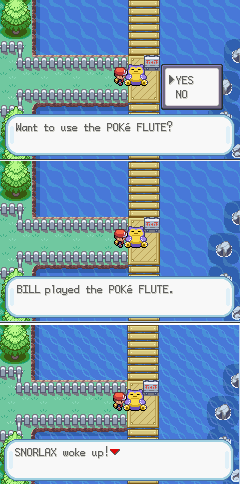 YES
NO
Want to use the POKé FLUTE?
BILL played the POKé FLUTE.
SNORLAX woke up!